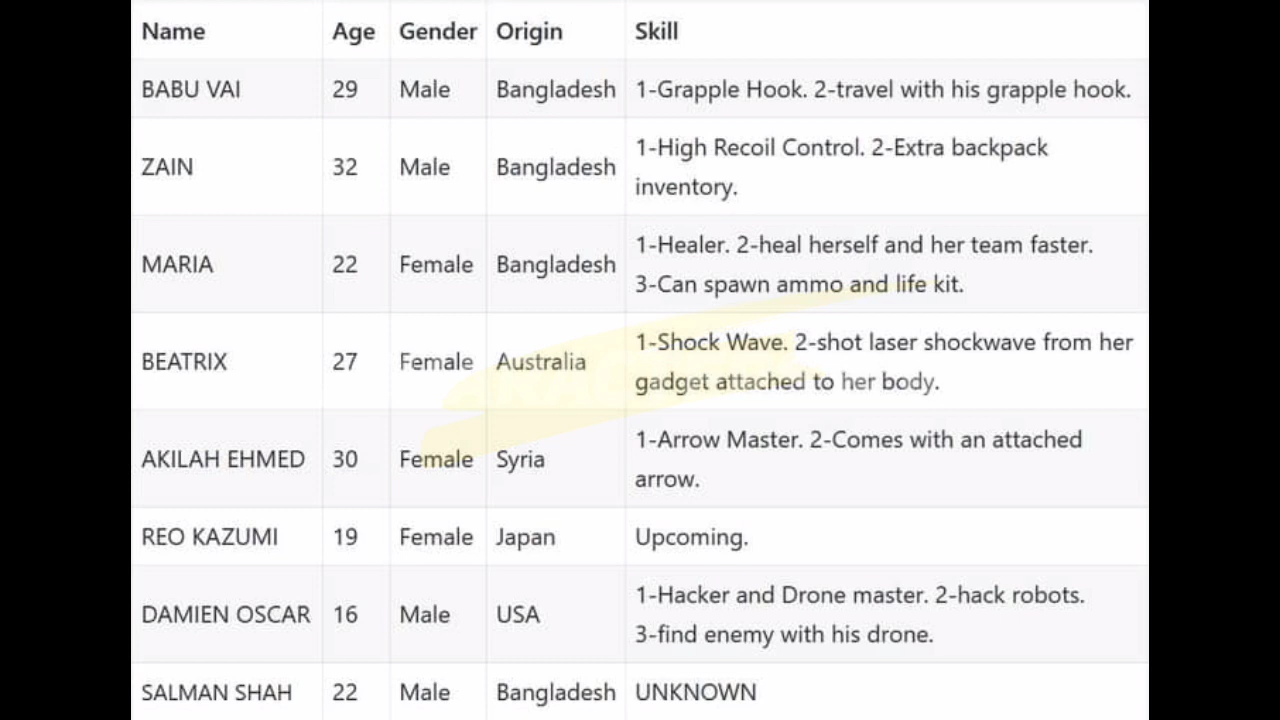 Name Age Gender Origin Skill
BABU VAI 29 Male Bangladesh 1-Grapple Hook. 2-travel with his grapple hook.
ZAIN 32 Male Bangladesh 1-High Recoil Control. 2-Extra backpack
inventory.
MARIA 22 Female Bangladesh 1-Healer. 2-heal herself and her team faster.
3-Can spawn ammo and life kit.
BEATRIX 27 Female Australia 1-Shock Wave. 2-shot laser shockwave from her
gadget attached to her body.
AKILAH EHMED 30 Female Syria 1-Arrow Master. 2-Comes with an attached
arrow.
REO KAZUMI 19 Female Japan Upcoming.
DAMIEN OSCAR 16 Male USA 1-Hacker and Drone master. 2-hack robots.
3-find enemy with his drone.
SALMAN SHAH 22 Male Bangladesh UNKNOWN